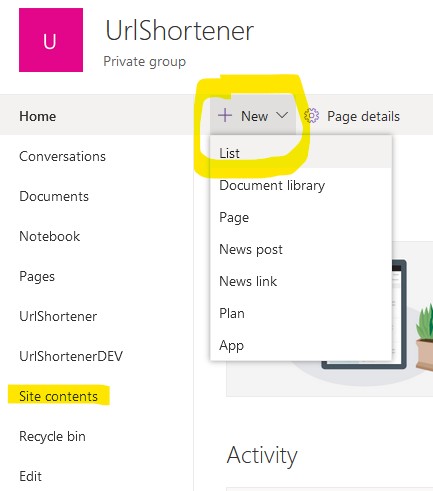 U
UrlShortener
Private group
Home
+ New
Page details
Conversations
Documents
Notebook
Pages
UrlShortener
UrlShortenerDEV
Site contents
Recycle bin
Edit
List
Document library
Page
News post
News link
Plan
App
Activity